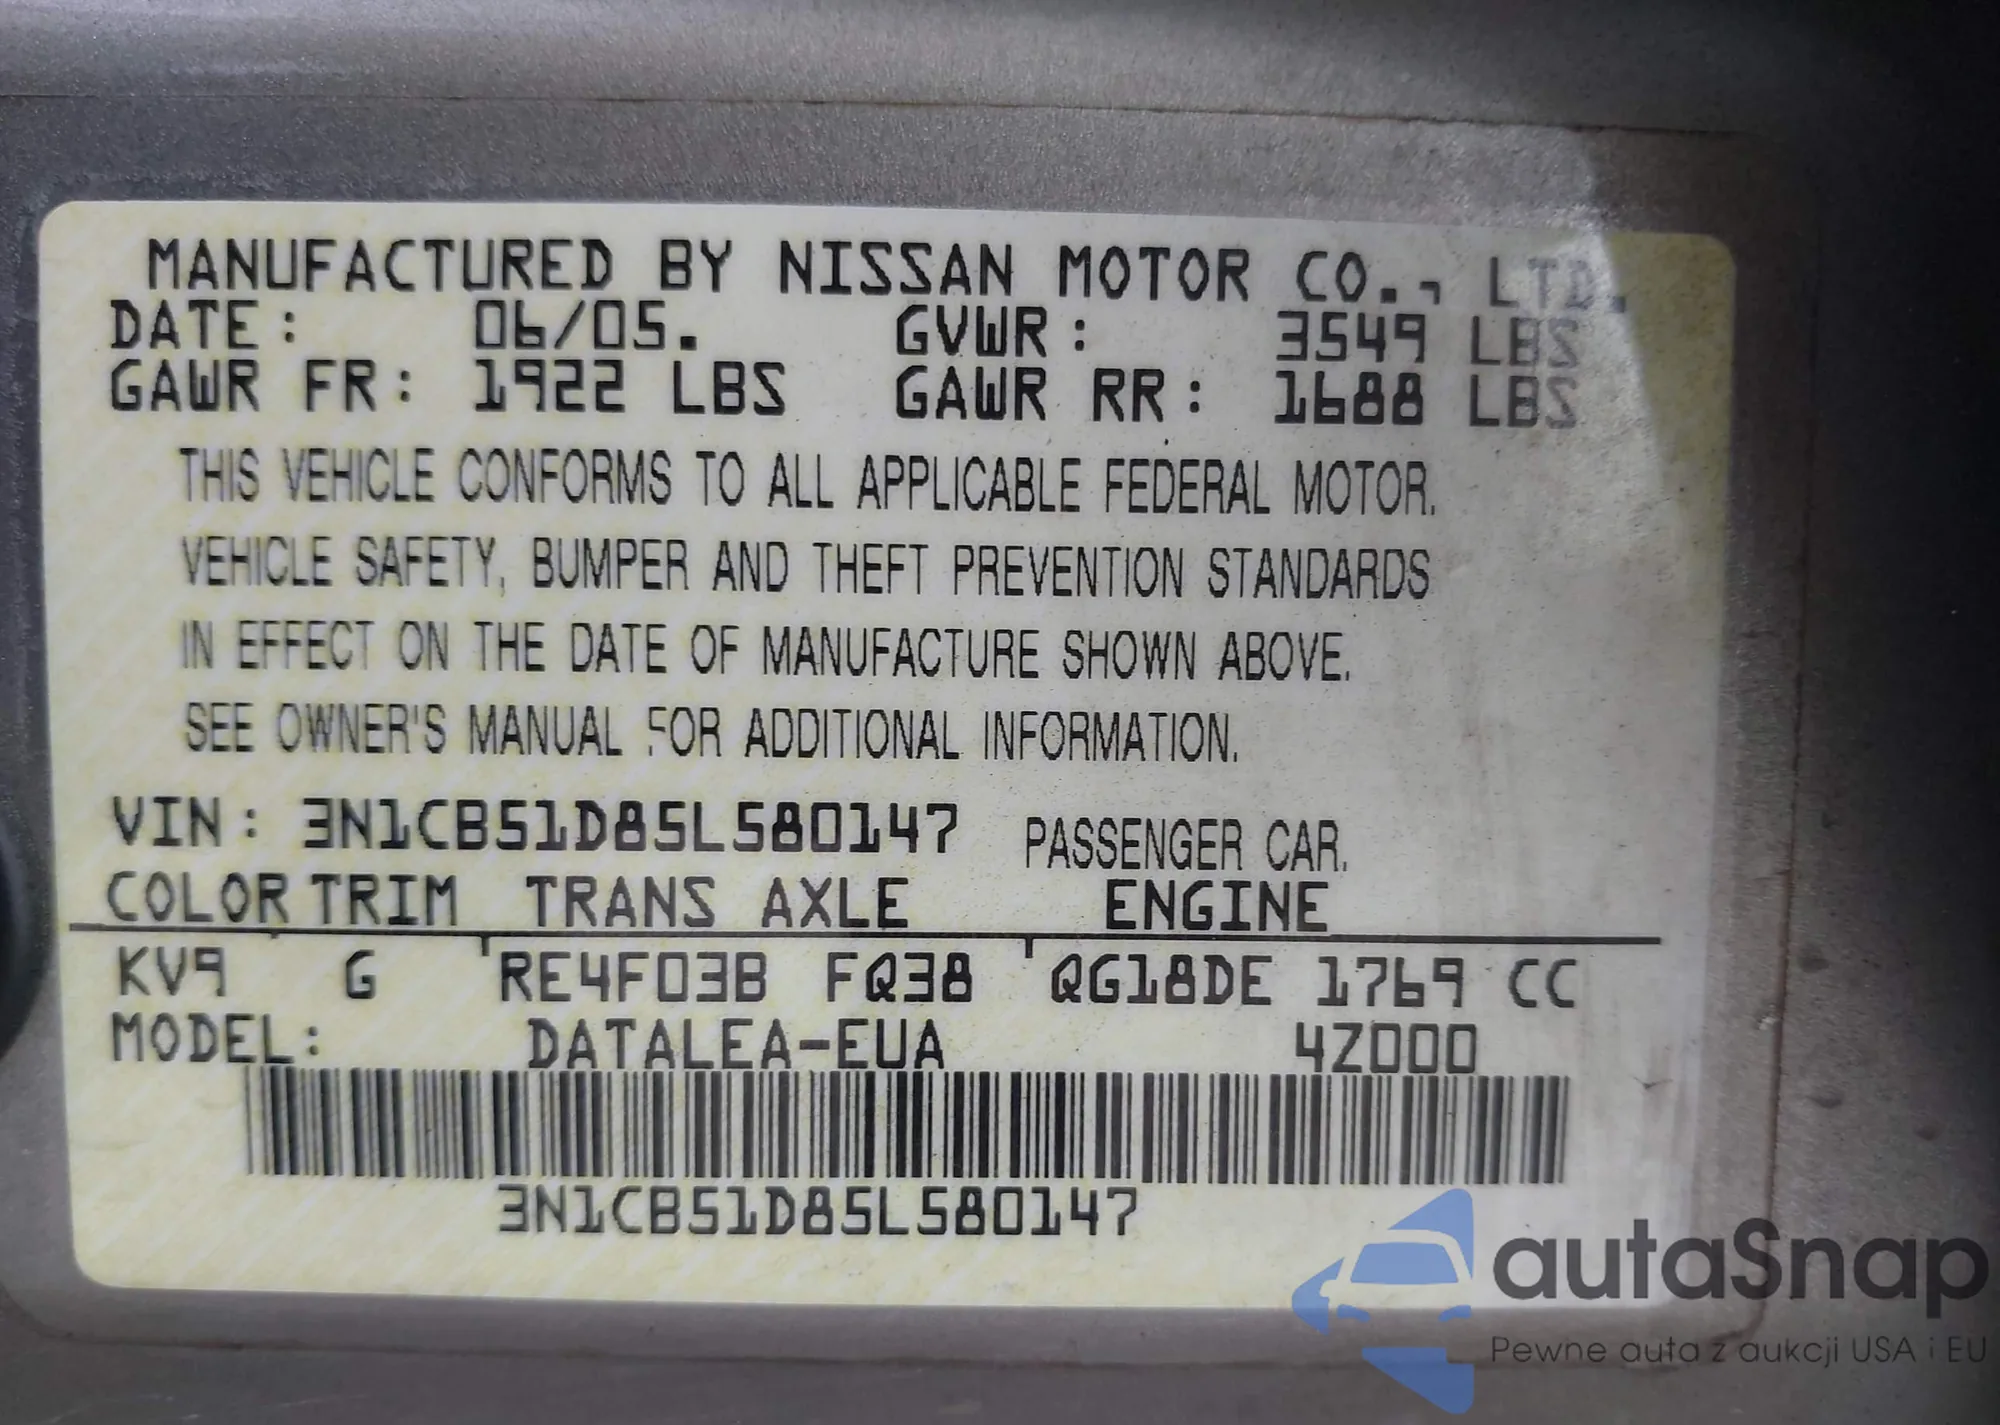 MANUFACTURED BY NISSAN MOTOR CO., LTD.
DATE: 06/05. GVWR: 3549 LBS
GAWR FR: 1922 LBS GAWR RR: 1688 LBS
THIS VEHICLE CONFORMS TO ALL APPLICABLE FEDERAL MOTOR.
VEHICLE SAFETY, BUMPER AND THEFT PREVENTION STANDARDS
IN EFFECT ON THE DATE OF MANUFACTURE SHOWN ABOVE.
SEE OWNER'S MANUAL FOR ADDITIONAL INFORMATION.
VIN: 3N1CB51D85L580147 PASSENGER CAR.
COLOR TRIM TRANS AXLE ENGINE
KV9 G RE4F03B FQ38 QG18DE 1769 CC
MODEL: DATALEA-EUA 4Z000
3N1CB51D85L580147
autaSnap
Pewne auta z aukcji USA i EU